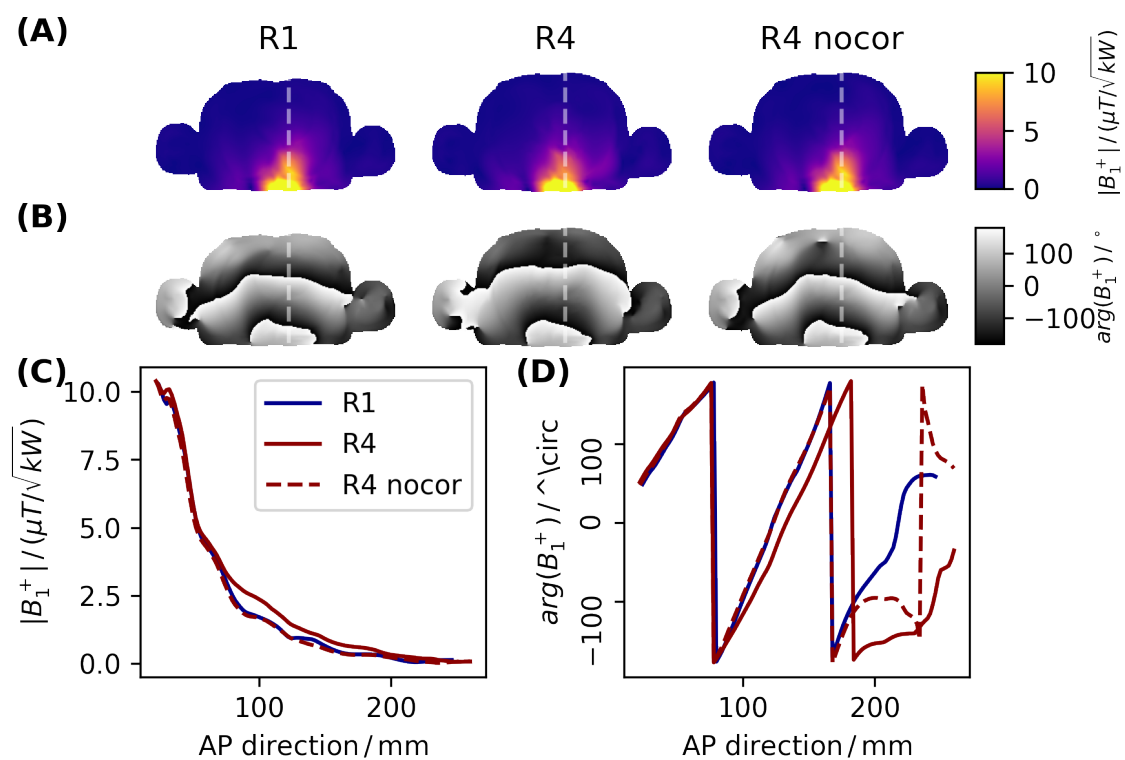 (A)
R1 R4 R4 nocor
10
5
0
|B₁⁺| / (μT/√kW)
(B)
100
0
−100
arg(B₁⁺) / °
(C)
10.0
7.5
5.0
2.5
0.0
|B₁⁺| / (μT/√kW)
R1
R4
R4 nocor
100 200
AP direction / mm
(D)
100
0
−100
arg(B₁⁺) / ^\circ
100 200
AP direction / mm